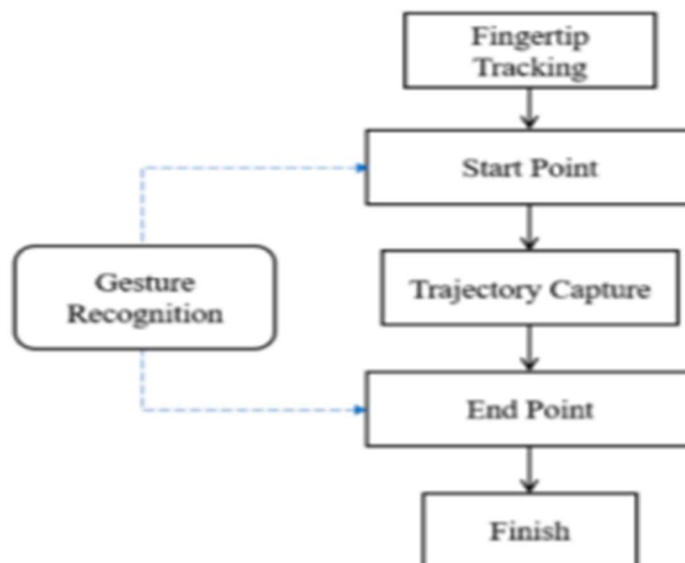 Fingertip
Tracking
Start Point
Gesture
Recognition
Trajectory Capture
End Point
Finish